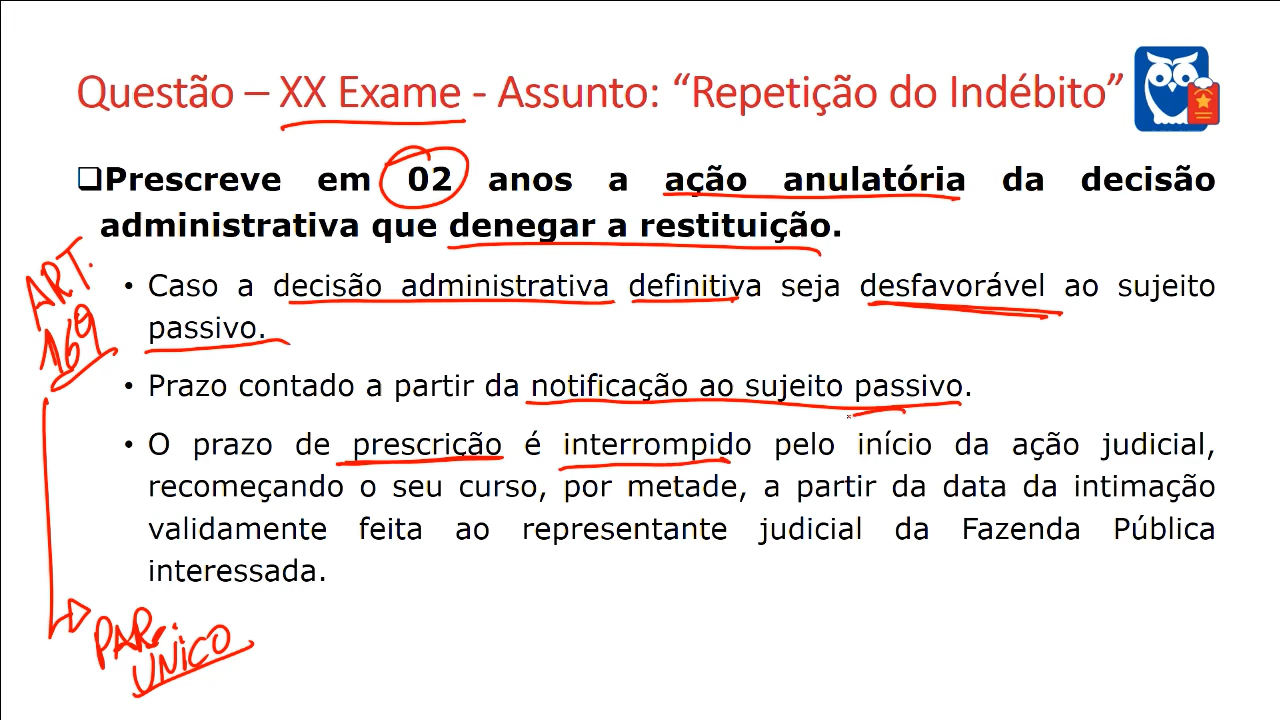 Questão – XX Exame - Assunto: “Repetição do Indébito”
❑Prescreve em 02 anos a ação anulatória da decisão
administrativa que denegar a restituição.
ART.
169
• Caso a decisão administrativa definitiva seja desfavorável ao sujeito
passivo.
• Prazo contado a partir da notificação ao sujeito passivo.
• O prazo de prescrição é interrompido pelo início da ação judicial,
recomeçando o seu curso, por metade, a partir da data da intimação
validamente feita ao representante judicial da Fazenda Pública
interessada.
PAR.
UNICO